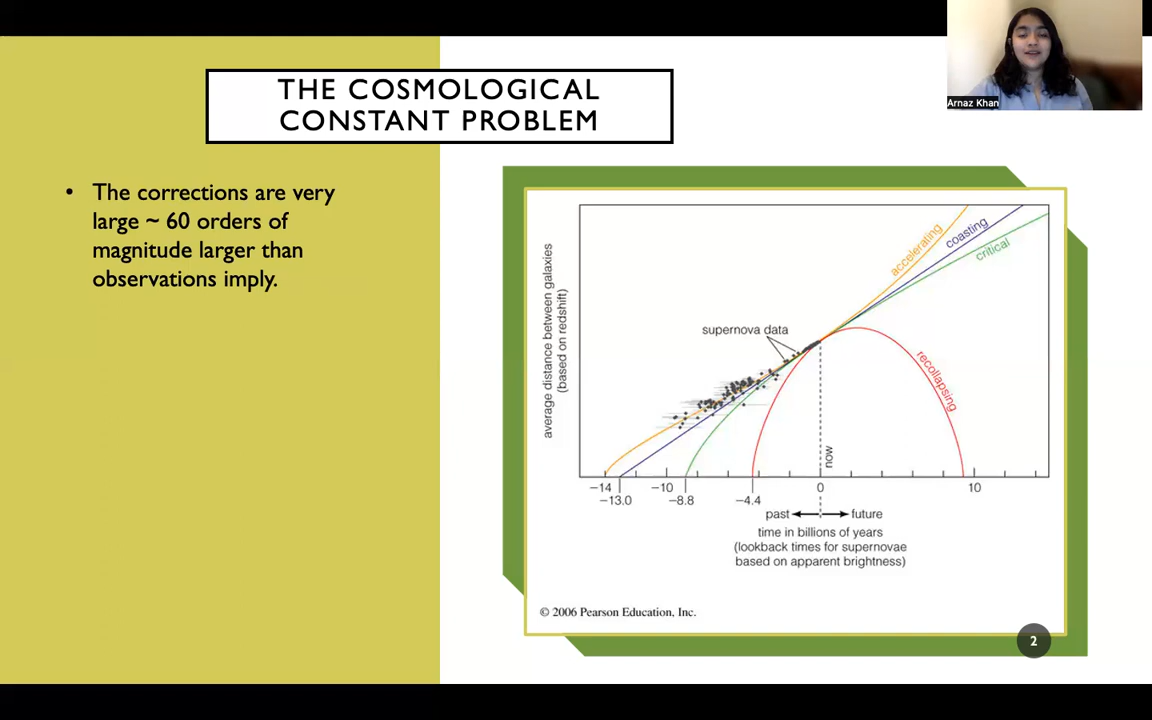 Arnaz Khan
THE COSMOLOGICAL
CONSTANT PROBLEM
• The corrections are very
large ~ 60 orders of
magnitude larger than
observations imply.
average distance between galaxies
(based on redshift)
accelerating
coasting
critical
supernova data
recollapsing
now
−14
−10
0
10
−13.0
−8.8
−4.4
past
future
time in billions of years
(lookback times for supernovae
based on apparent brightness)
© 2006 Pearson Education, Inc.
2